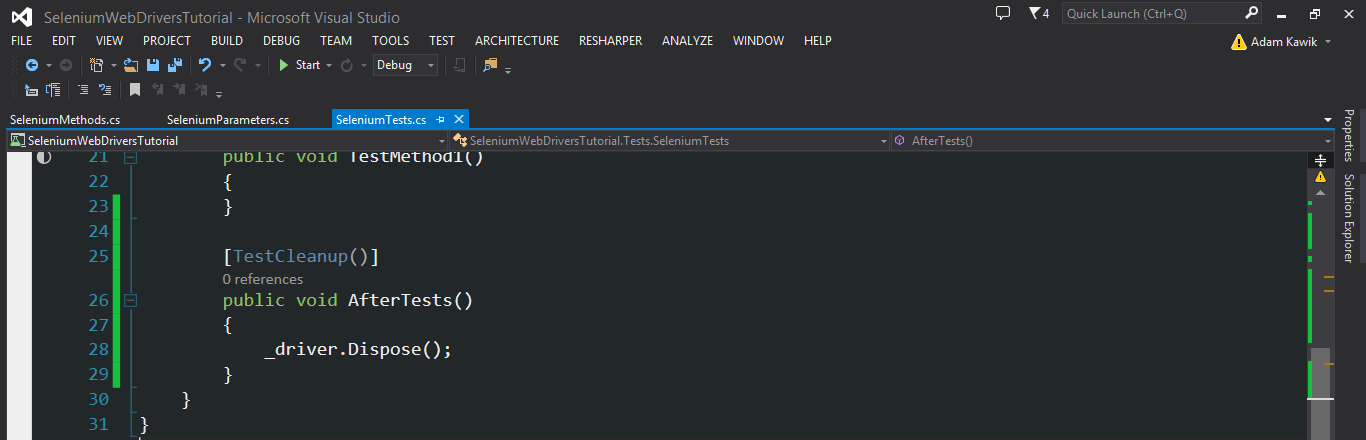 SeleniumWebDriversTutorial - Microsoft Visual Studio
4
Quick Launch (Ctrl+Q)
FILE EDIT VIEW PROJECT BUILD DEBUG TEAM TOOLS TEST ARCHITECTURE RESHARPER ANALYZE WINDOW HELP
Adam Kawik
Start Debug
SeleniumMethods.cs SeleniumParameters.cs SeleniumTests.cs
SeleniumWebDriversTutorial SeleniumWebDriversTutorial.Tests.SeleniumTests AfterTests()
21 public void TestMethod1()
22 {
23 }
24
25 [TestCleanup()]
0 references
26 public void AfterTests()
27 {
28 _driver.Dispose();
29 }
30 }
31 }
Properties
Solution Explorer